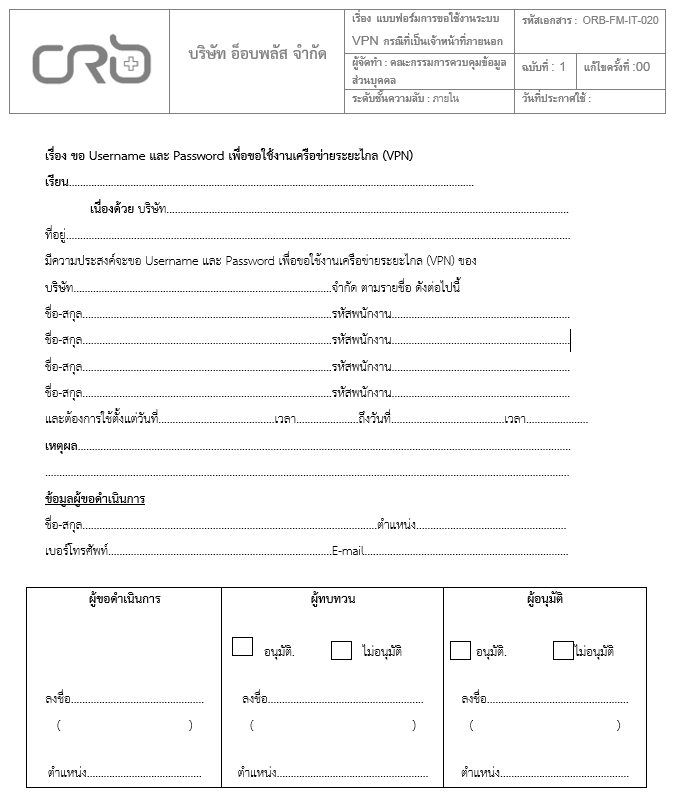 ORB
บริษัท อ็อบพลัส จำกัด
เรื่อง แบบฟอร์มการขอใช้งานระบบ
VPN กรณีที่เป็นเจ้าหน้าที่ภายนอก
รหัสเอกสาร : ORB-FM-IT-020
ผู้จัดทำ : คณะกรรมการควบคุมข้อมูล
ส่วนบุคคล
ฉบับที่ : 1
แก้ไขครั้งที่ :00
ระดับชั้นความลับ : ภายใน
วันที่ประกาศใช้ :
เรื่อง ขอ Username และ Password เพื่อขอใช้งานเครือข่ายระยะไกล (VPN)
เรียน..........
เนื่องด้วย บริษัท..........
ที่อยู่..........
มีความประสงค์จะขอ Username และ Password เพื่อขอใช้งานเครือข่ายระยะไกล (VPN) ของ
บริษัท..........จำกัด ตามรายชื่อ ดังต่อไปนี้
ชื่อ-สกุล..........รหัสพนักงาน..........
ชื่อ-สกุล..........รหัสพนักงาน..........
ชื่อ-สกุล..........รหัสพนักงาน..........
ชื่อ-สกุล..........รหัสพนักงาน..........
และต้องการใช้ตั้งแต่วันที่..........เวลา..........ถึงวันที่..........เวลา..........
เหตุผล..........
..........
ข้อมูลผู้ขอดำเนินการ
ชื่อ-สกุล..........ตำแหน่ง..........
เบอร์โทรศัพท์..........E-mail..........
ผู้ขอดำเนินการ
ผู้ทบทวน
ผู้อนุมัติ
อนุมัติ. ไม่อนุมัติ
อนุมัติ. ไม่อนุมัติ
ลงชื่อ.......... ลงชื่อ.......... ลงชื่อ..........
( ) ( ) ( )
ตำแหน่ง.......... ตำแหน่ง.......... ตำแหน่ง..........